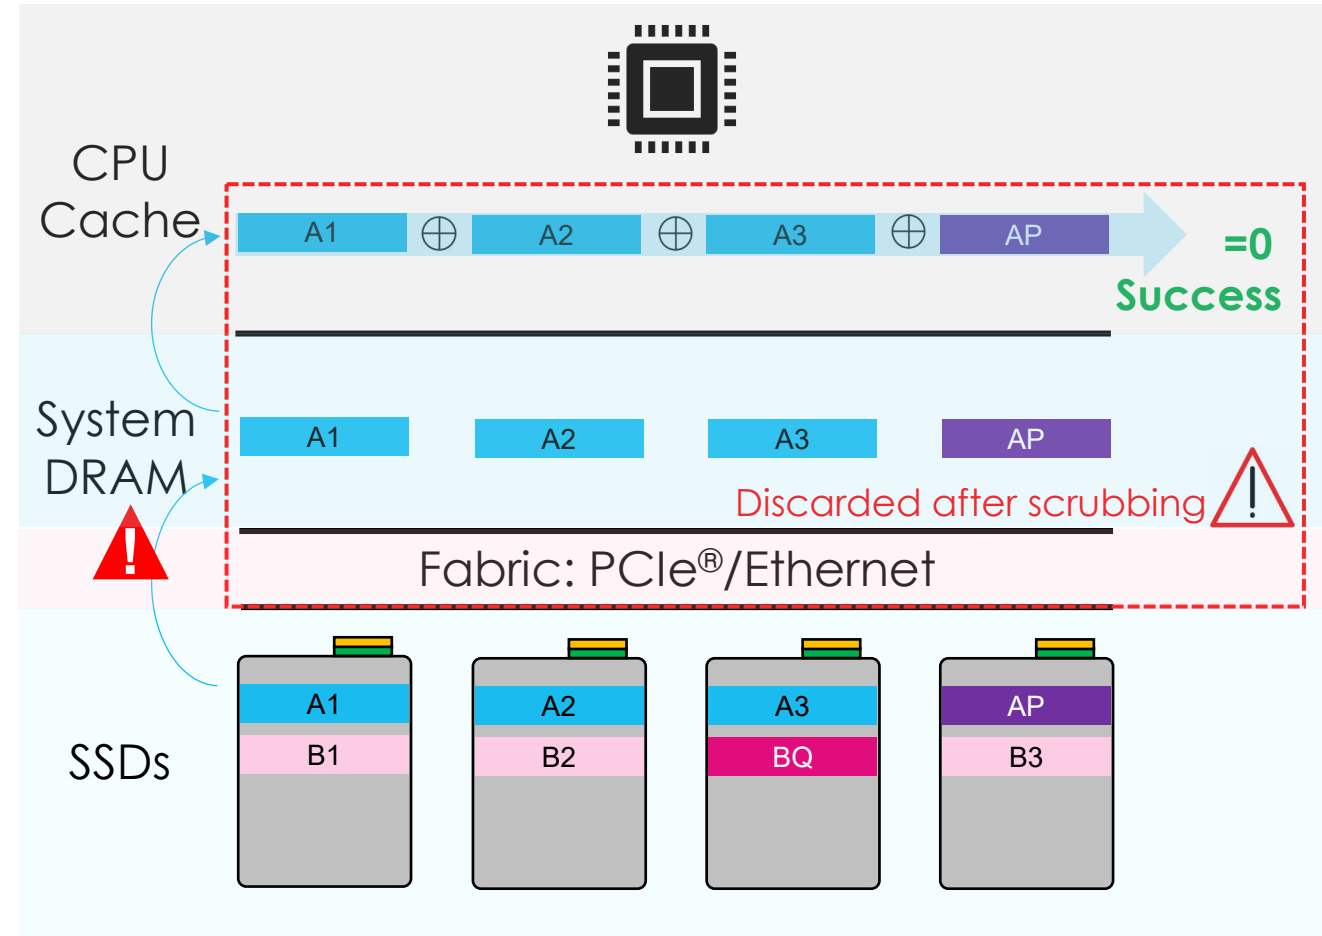 CPU
Cache
A1 ⊕ A2 ⊕ A3 ⊕ AP
=0
Success
System
DRAM
A1 A2 A3 AP
Discarded after scrubbing
!
!
Fabric: PCIe®/Ethernet
SSDs
A1 A2 A3 AP
B1 B2 BQ B3